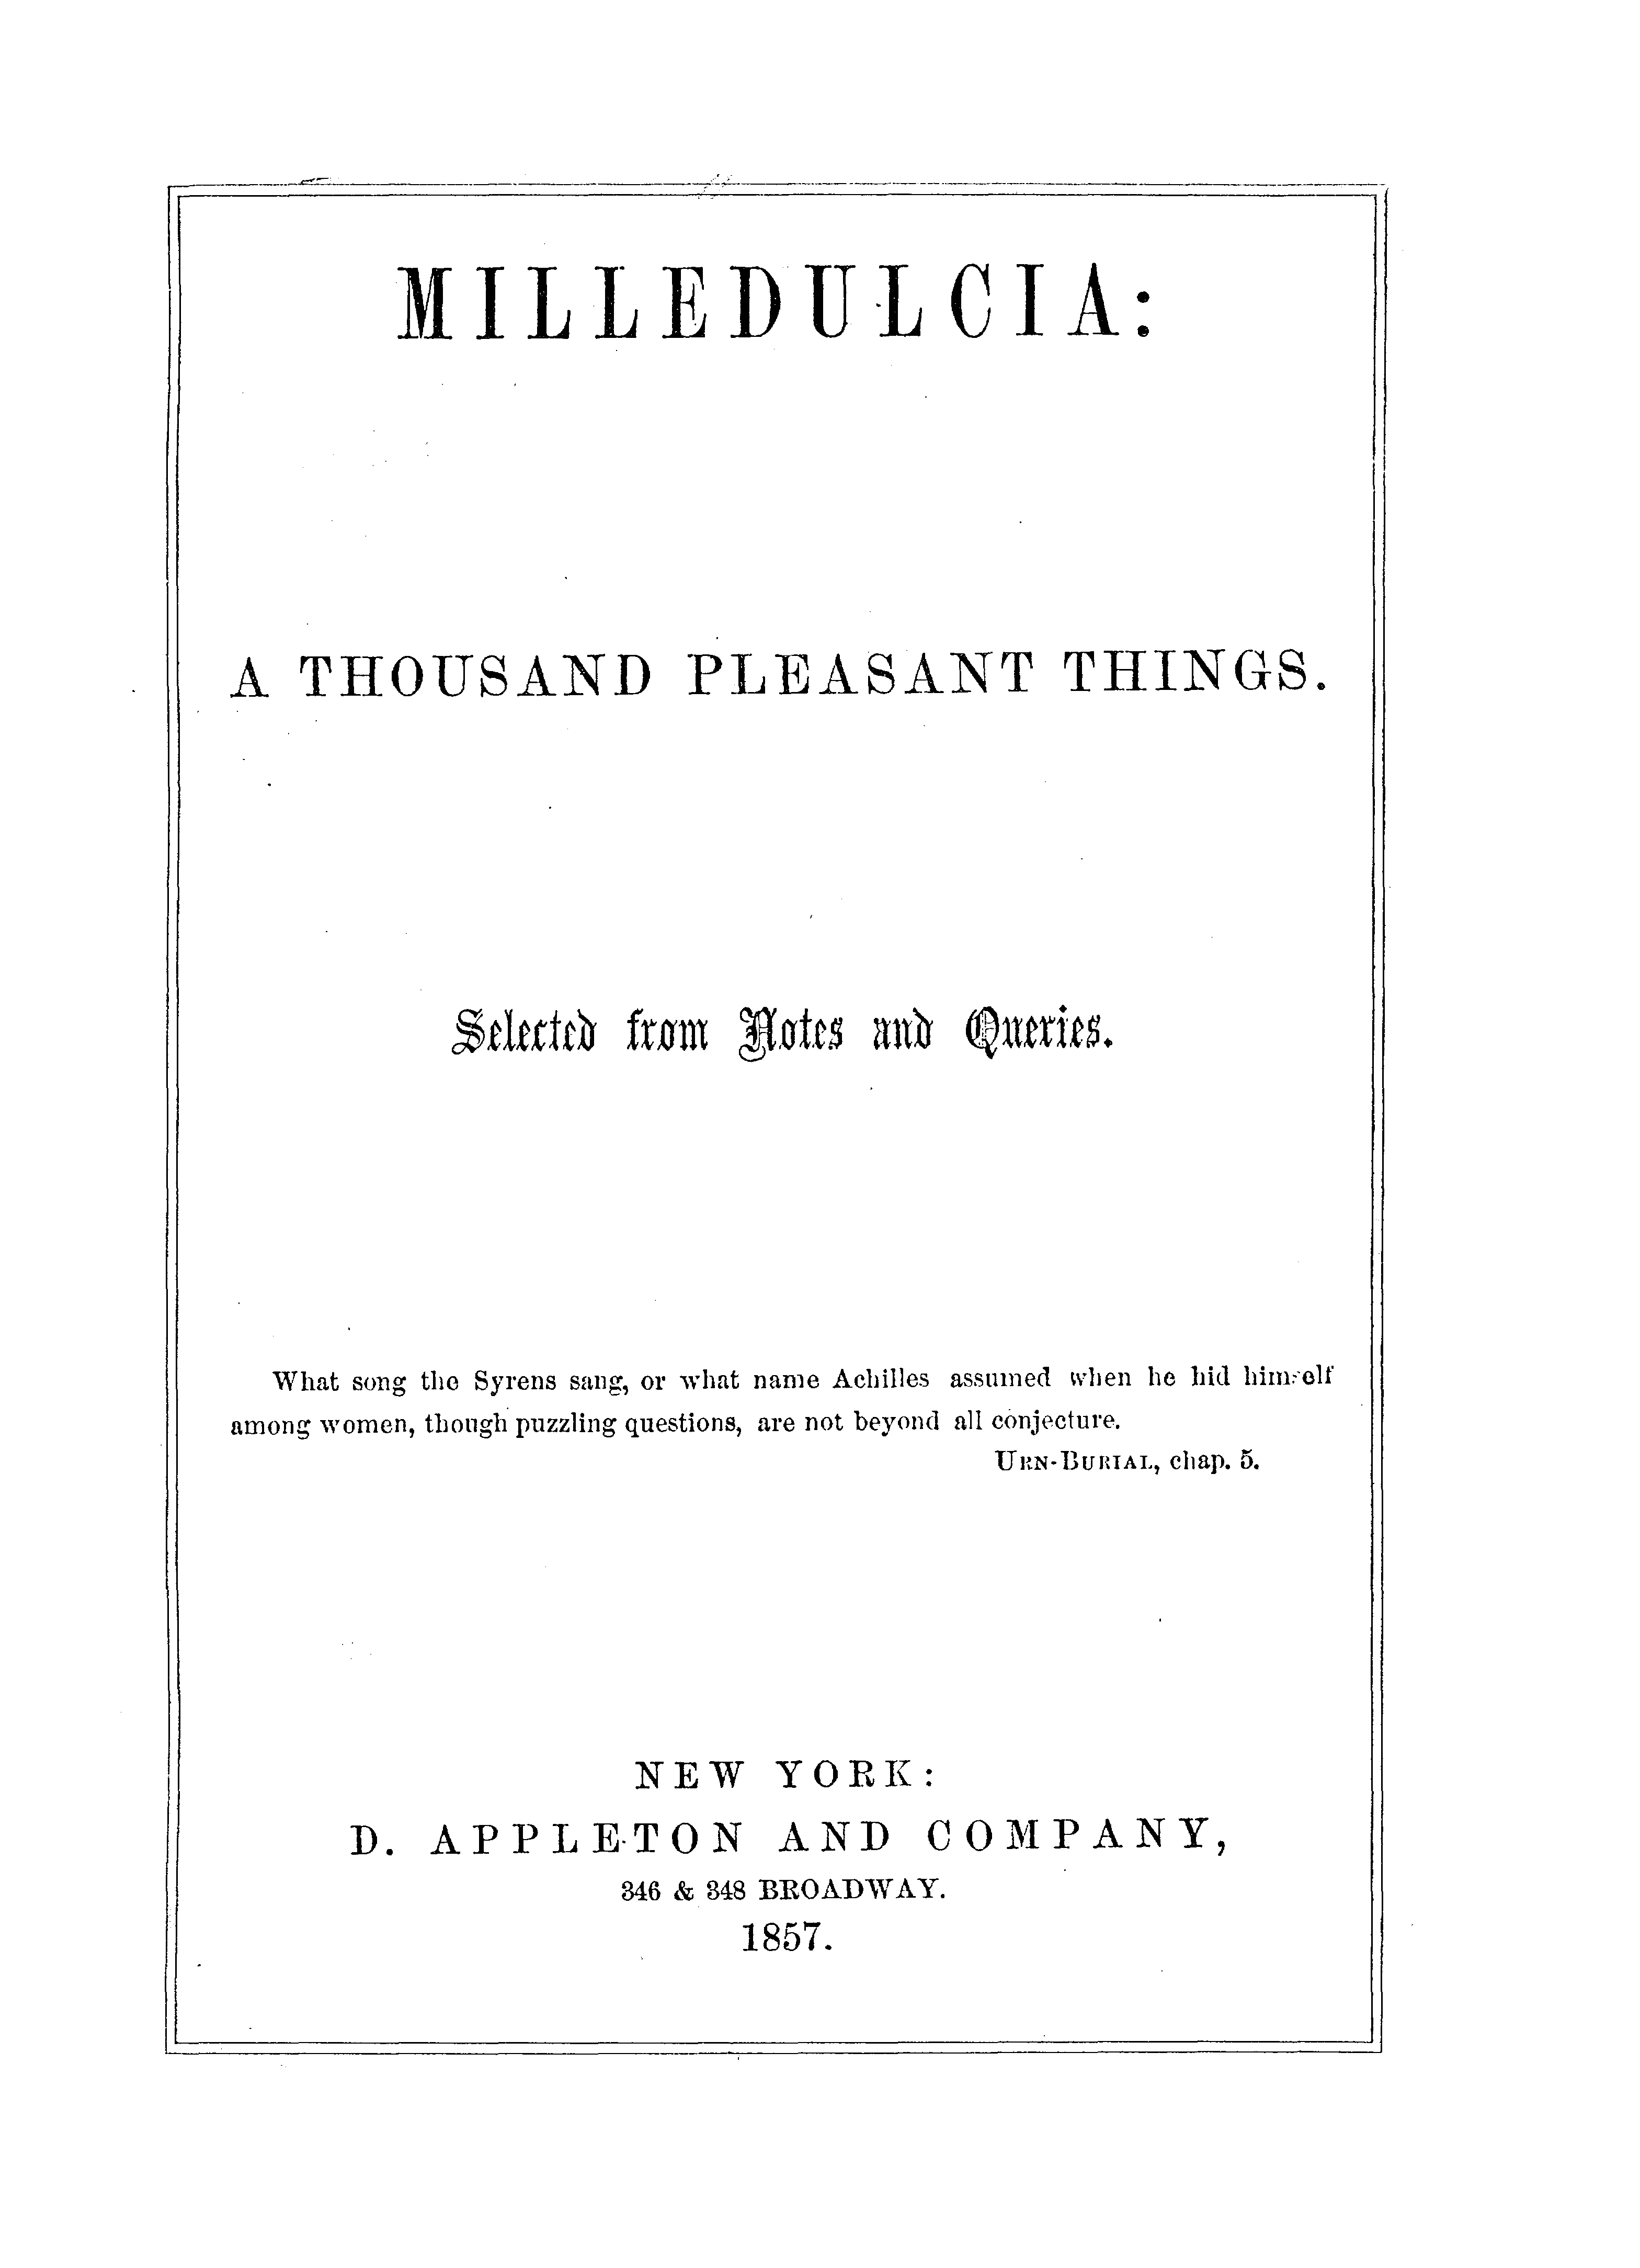 MILLEDULCIA:
A THOUSAND PLEASANT THINGS.
Selected from Notes and Queries.
What song the Syrens sang, or what name Achilles assumed when he hid himself
among women, though puzzling questions, are not beyond all conjecture.
URN-BURIAL, chap. 5.
NEW YORK:
D. APPLETON AND COMPANY,
346 & 348 BROADWAY.
1857.